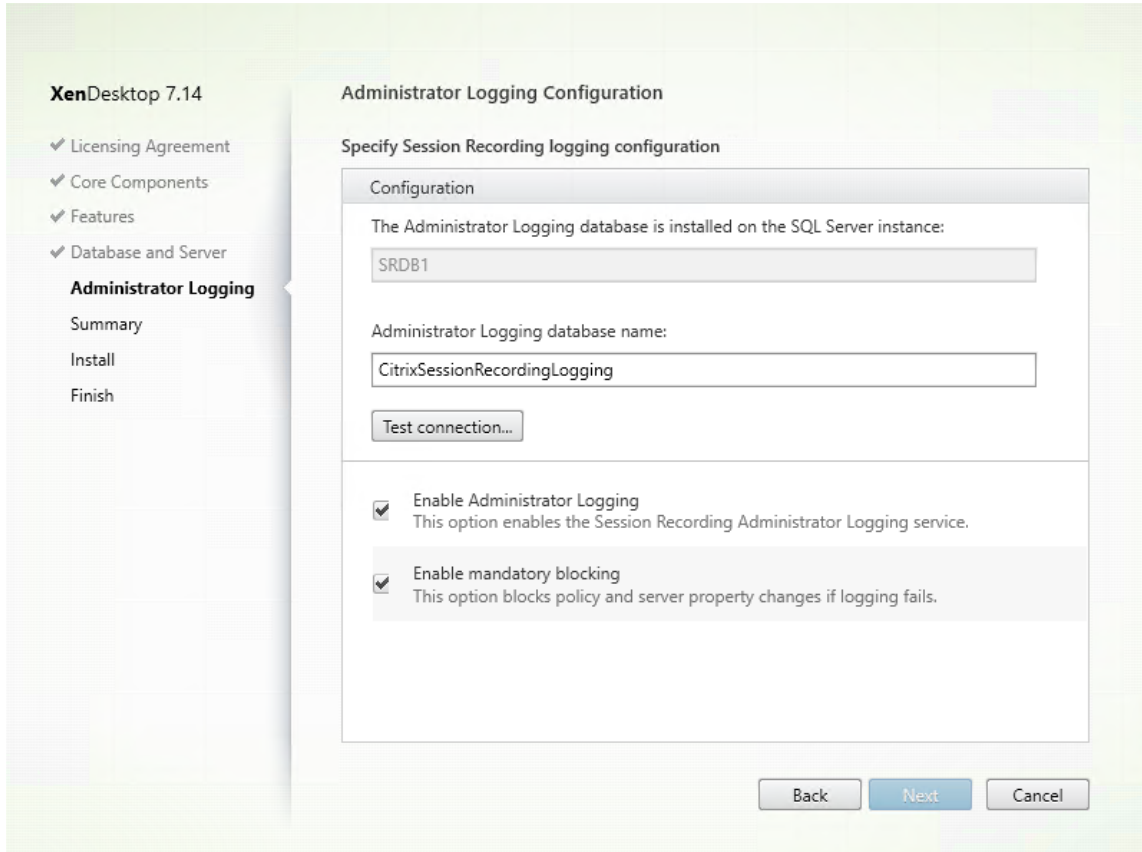 XenDesktop 7.14
Licensing Agreement
Core Components
Features
Database and Server
Administrator Logging
Summary
Install
Finish
Administrator Logging Configuration
Specify Session Recording logging configuration
Configuration
The Administrator Logging database is installed on the SQL Server instance:
SRDB1
Administrator Logging database name:
CitrixSessionRecordingLogging
Test connection...
Enable Administrator Logging
This option enables the Session Recording Administrator Logging service.
Enable mandatory blocking
This option blocks policy and server property changes if logging fails.
Back
Next
Cancel